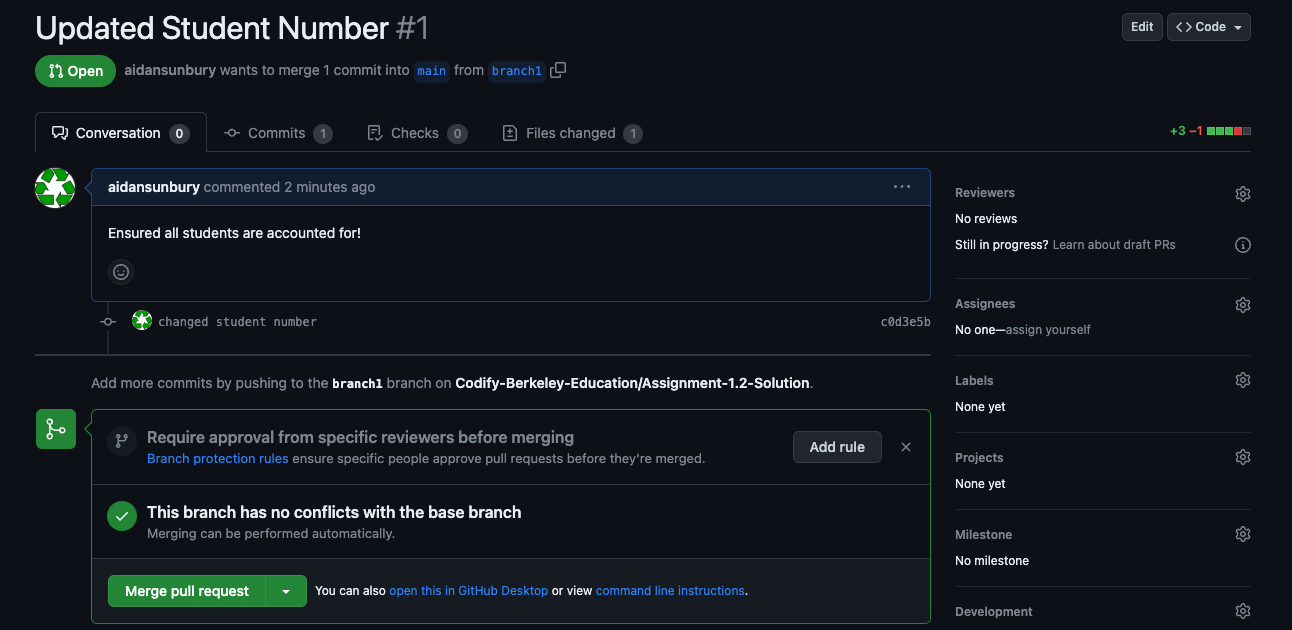 Updated Student Number #1
Edit
<> Code
Open
aidansunbury wants to merge 1 commit into main from branch1
Conversation 0
Commits 1
Checks 0
Files changed 1
+3 −1
aidansunbury commented 2 minutes ago
···
Ensured all students are accounted for!
changed student number
c0d3e5b
Add more commits by pushing to the branch1 branch on Codify-Berkeley-Education/Assignment-1.2-Solution.
Require approval from specific reviewers before merging
Branch protection rules ensure specific people approve pull requests before they're merged.
Add rule
This branch has no conflicts with the base branch
Merging can be performed automatically.
Merge pull request
You can also open this in GitHub Desktop or view command line instructions.
Reviewers
No reviews
Still in progress? Learn about draft PRs
Assignees
No one—assign yourself
Labels
None yet
Projects
None yet
Milestone
No milestone
Development